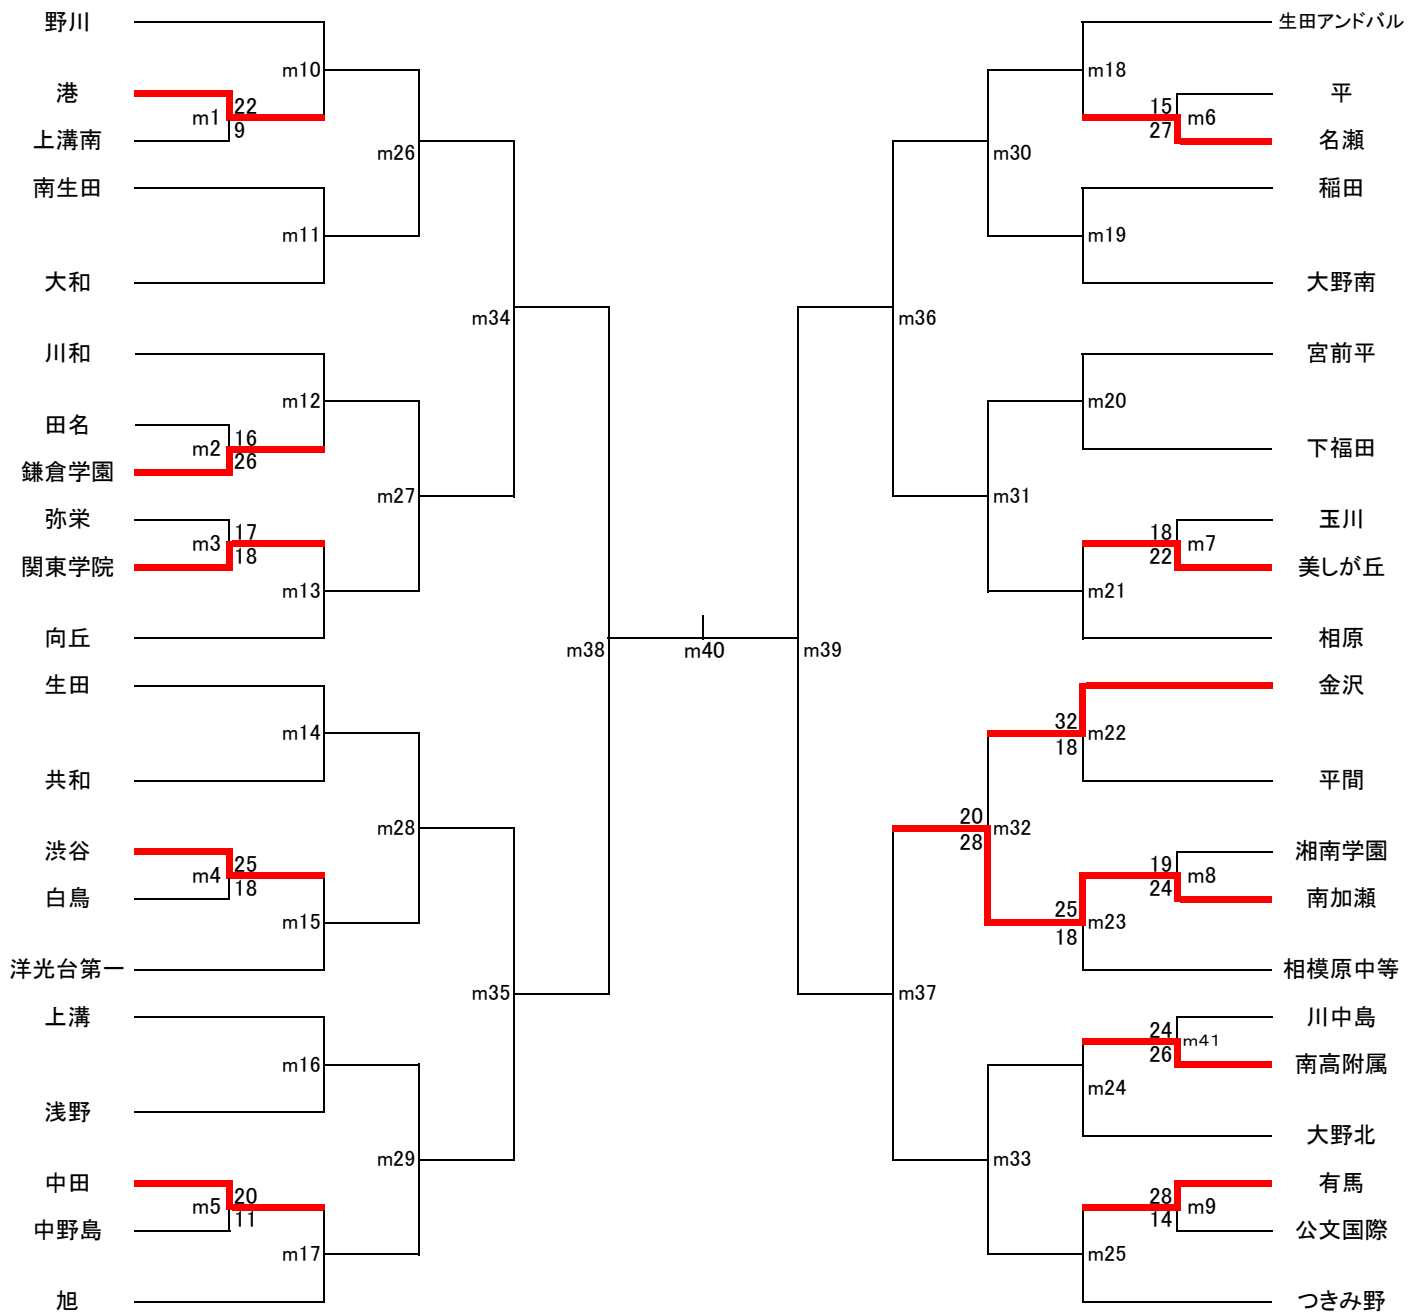 野川
m10
港
22
m1
9
上溝南
m26
南生田
m11
大和
m34
川和
m12
田名
16
m2
26
鎌倉学園
m27
弥栄
17
m3
18
関東学院
m13
向丘
m38
生田
m14
共和
m28
渋谷
25
m4
18
白鳥
m15
洋光台第一
m35
上溝
m16
浅野
m29
中田
20
m5
11
中野島
m17
旭
m40
生田アンドバル
m18
平
15
m6
27
名瀬
m30
稲田
m19
大野南
m36
宮前平
m20
下福田
m31
玉川
18
m7
22
美しが丘
m21
相原
m39
金沢
32
m22
18
平間
20
m32
28
湘南学園
19
m8
24
南加瀬
25
m23
18
相模原中等
m37
川中島
24
m41
26
南高附属
m24
大野北
m33
有馬
28
m9
14
公文国際
m25
つきみ野